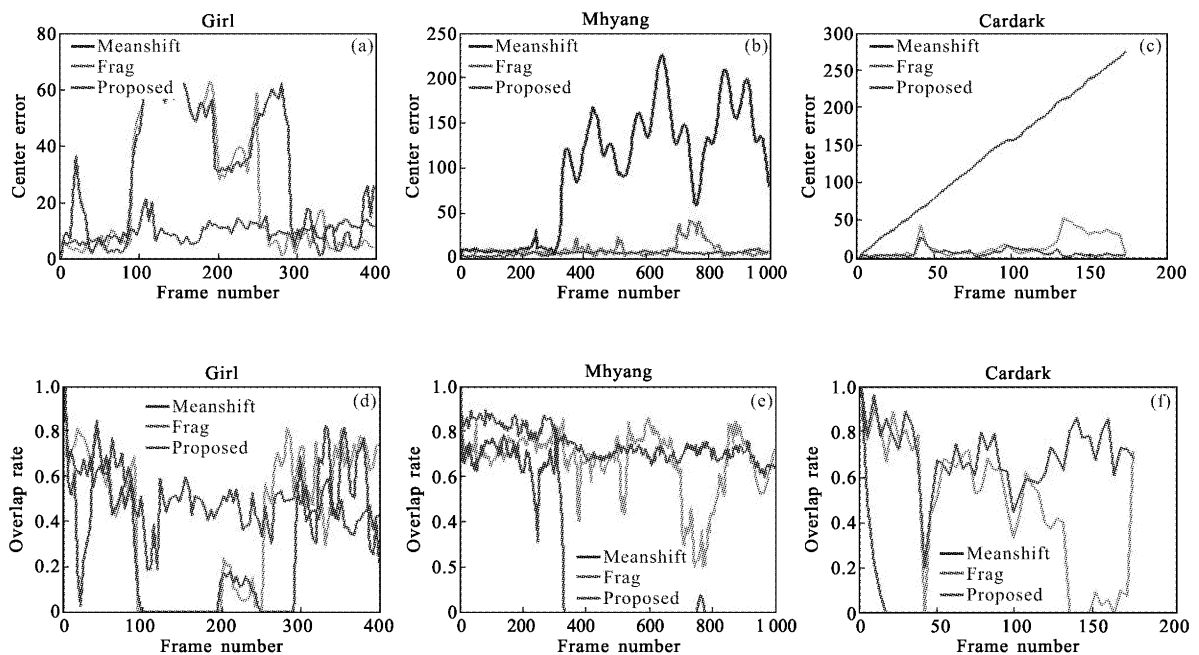 Girl
Center error
80
60
40
20
0
Meanshift
Frag
Proposed
(a)
0 100 200 300 400
Frame number
Mhyang
Center error
250
200
150
100
50
0
Meanshift
Frag
Proposed
(b)
0 200 400 600 800 1 000
Frame number
Cardark
Center error
300
250
300
150
100
50
0
Meanshift
Frag
Proposed
(c)
0 50 100 150 200
Frame number
Girl
Overlap rate
1.0
0.8
0.6
0.4
0.2
0
Meanshift
Frag
Proposed
(d)
0 100 200 300 400
Frame number
Mhyang
Overlap rate
1.0
0.8
0.6
0.4
0.5
0
Meanshift
Frag
Proposed
(e)
0 200 400 600 800 1 000
Frame number
Cardark
Overlap rate
1.0
0.8
0.6
0.4
0.2
0
Meanshift
Frag
Proposed
(f)
0 50 100 150 200
Frame number